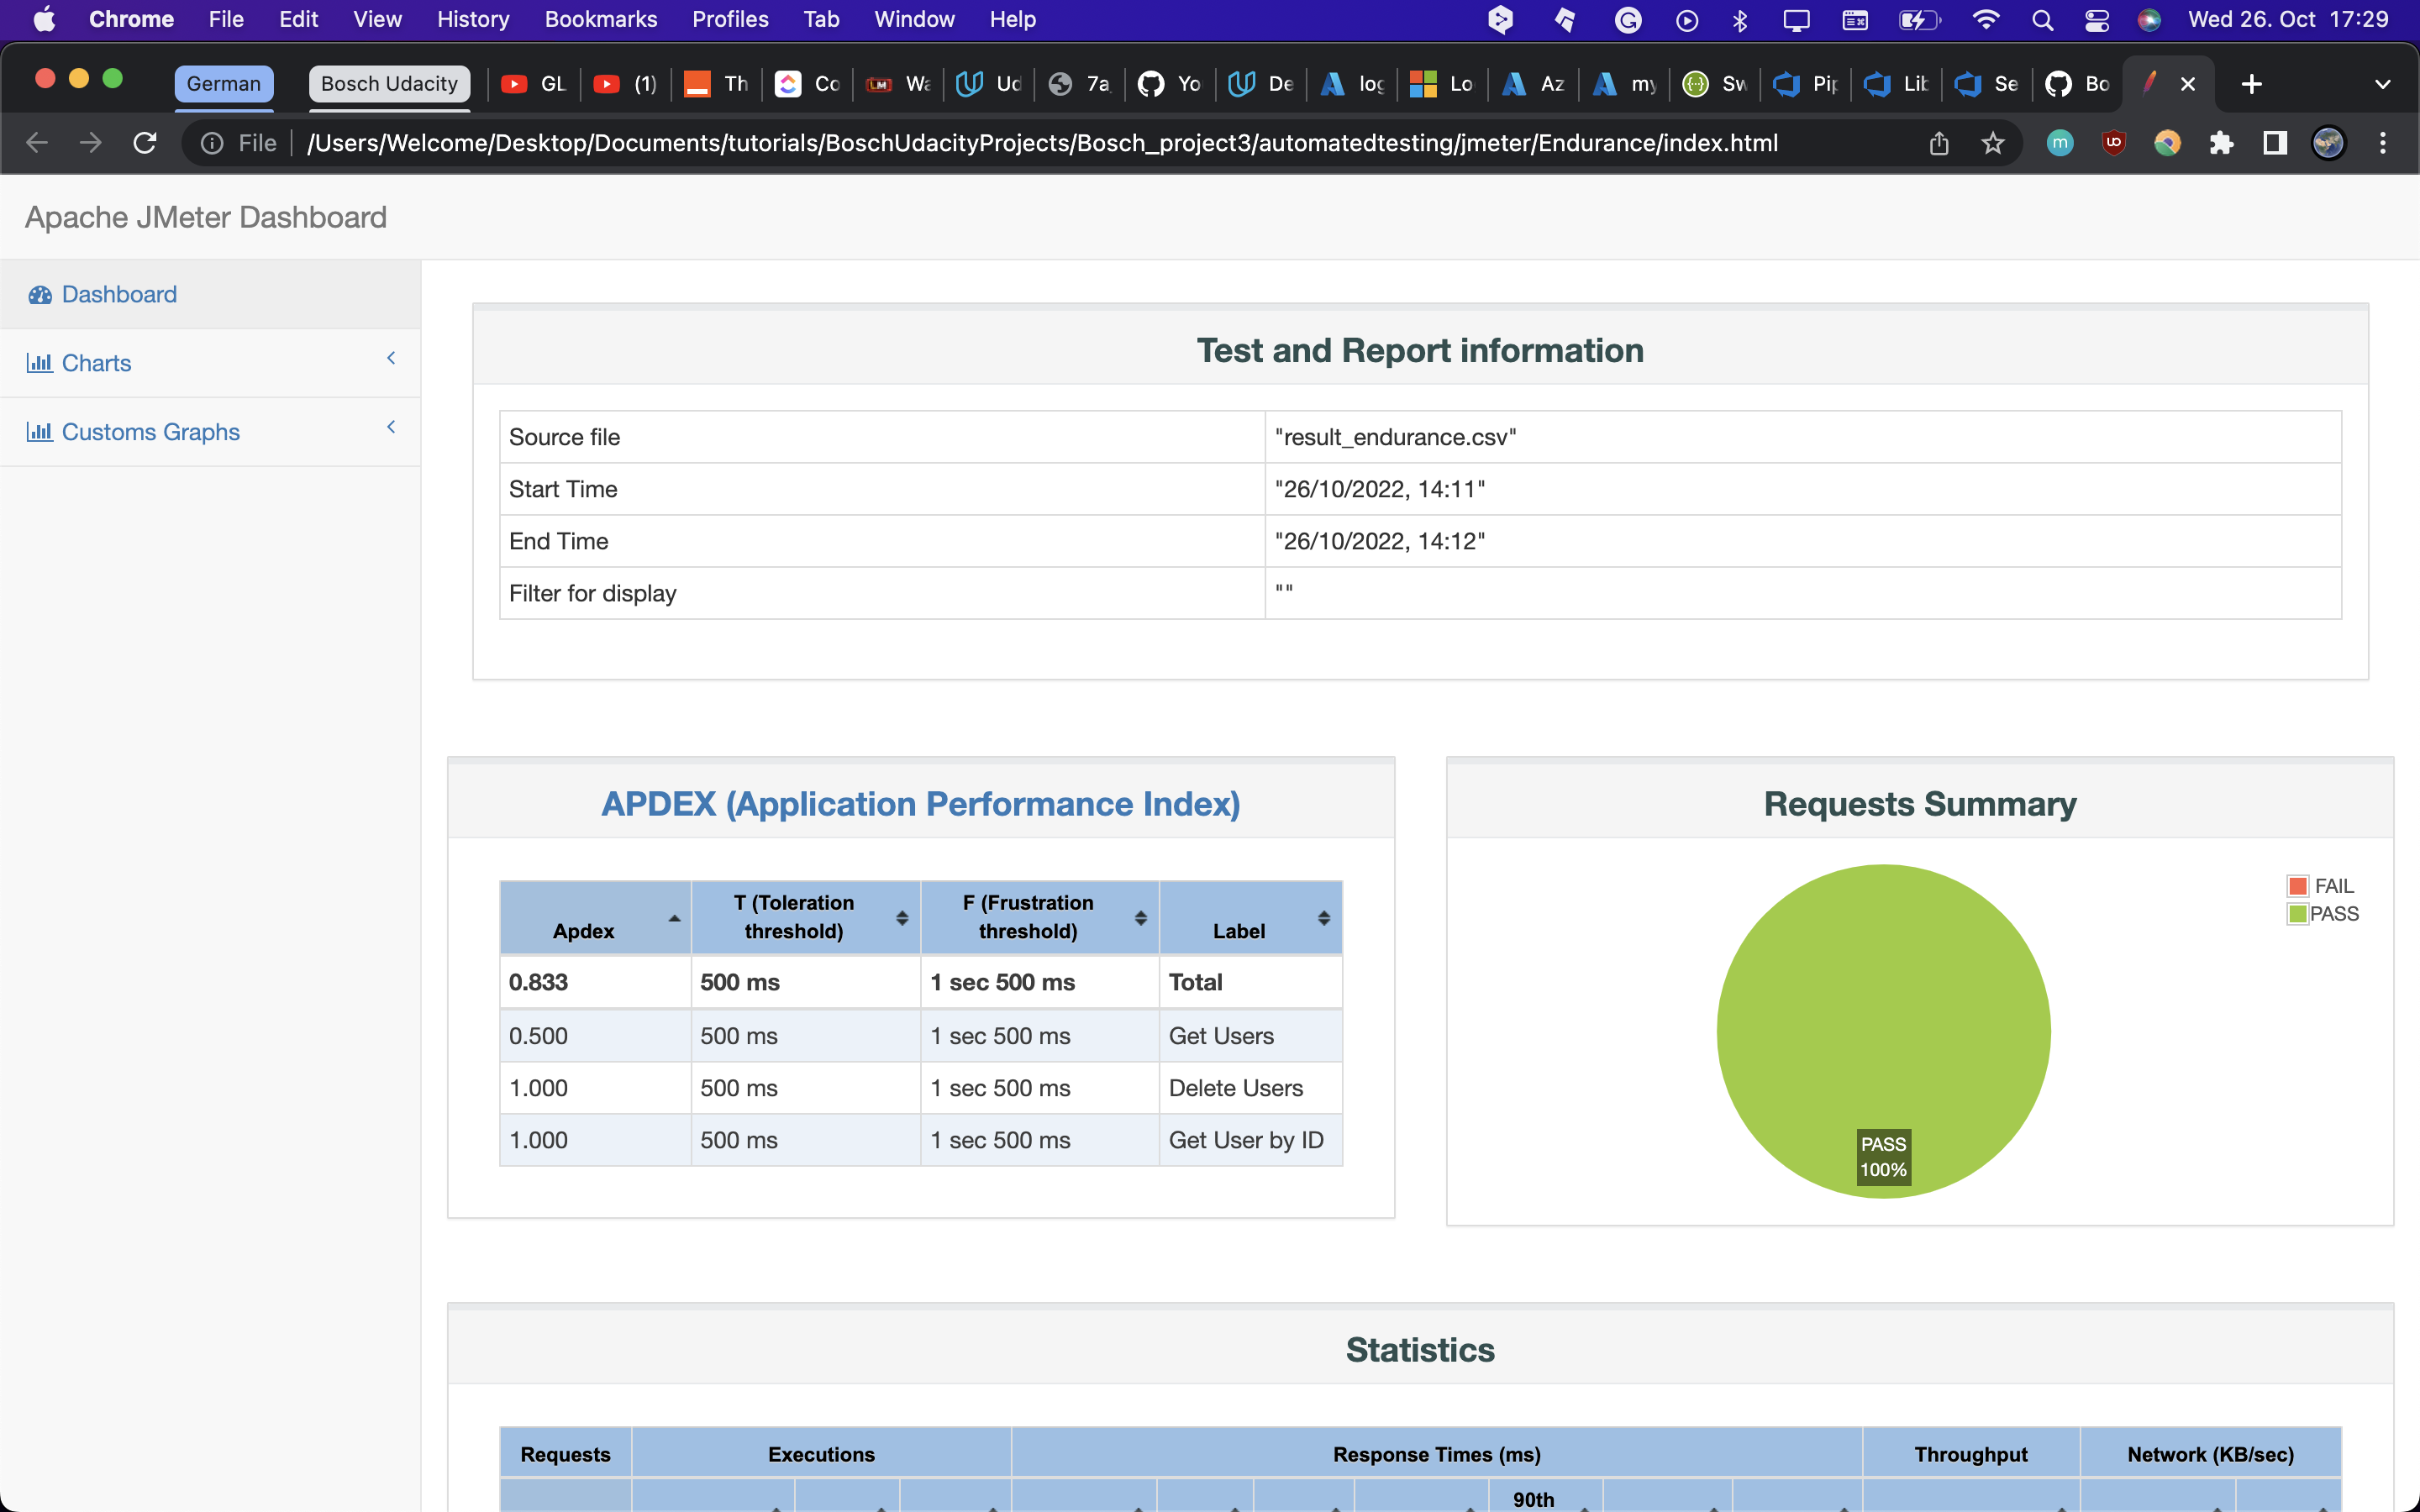 Chrome File Edit View History Bookmarks Profiles Tab Window Help Wed 26. Oct 17:29
German Bosch Udacity GL (1) Th Co Wa Ud 7a Yo De log Lo Az my Sw Pip Lib Se Bo
File /Users/Welcome/Desktop/Documents/tutorials/BoschUdacityProjects/Bosch_project3/automatedtesting/jmeter/Endurance/index.html
Apache JMeter Dashboard
Dashboard
Charts
Customs Graphs
Test and Report information
Source file "result_endurance.csv"
Start Time "26/10/2022, 14:11"
End Time "26/10/2022, 14:12"
Filter for display ""
APDEX (Application Performance Index)
Apdex T (Toleration threshold) F (Frustration threshold) Label
0.833 500 ms 1 sec 500 ms Total
0.500 500 ms 1 sec 500 ms Get Users
1.000 500 ms 1 sec 500 ms Delete Users
1.000 500 ms 1 sec 500 ms Get User by ID
Requests Summary
FAIL
PASS
PASS
100%
Statistics
Requests Executions Response Times (ms) Throughput Network (KB/sec)
90th